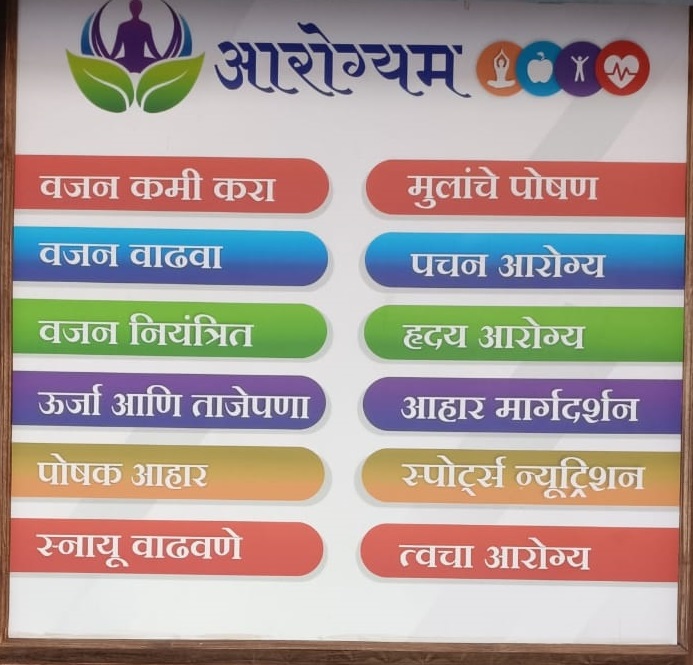 आरोग्यम
वजन कमी करा
मुलांचे पोषण
वजन वाढवा
पचन आरोग्य
वजन नियंत्रित
हृदय आरोग्य
ऊर्जा आणि ताजेपणा
आहार मार्गदर्शन
पोषक आहार
स्पोर्ट्स न्यूट्रिशन
स्नायू वाढवणे
त्वचा आरोग्य